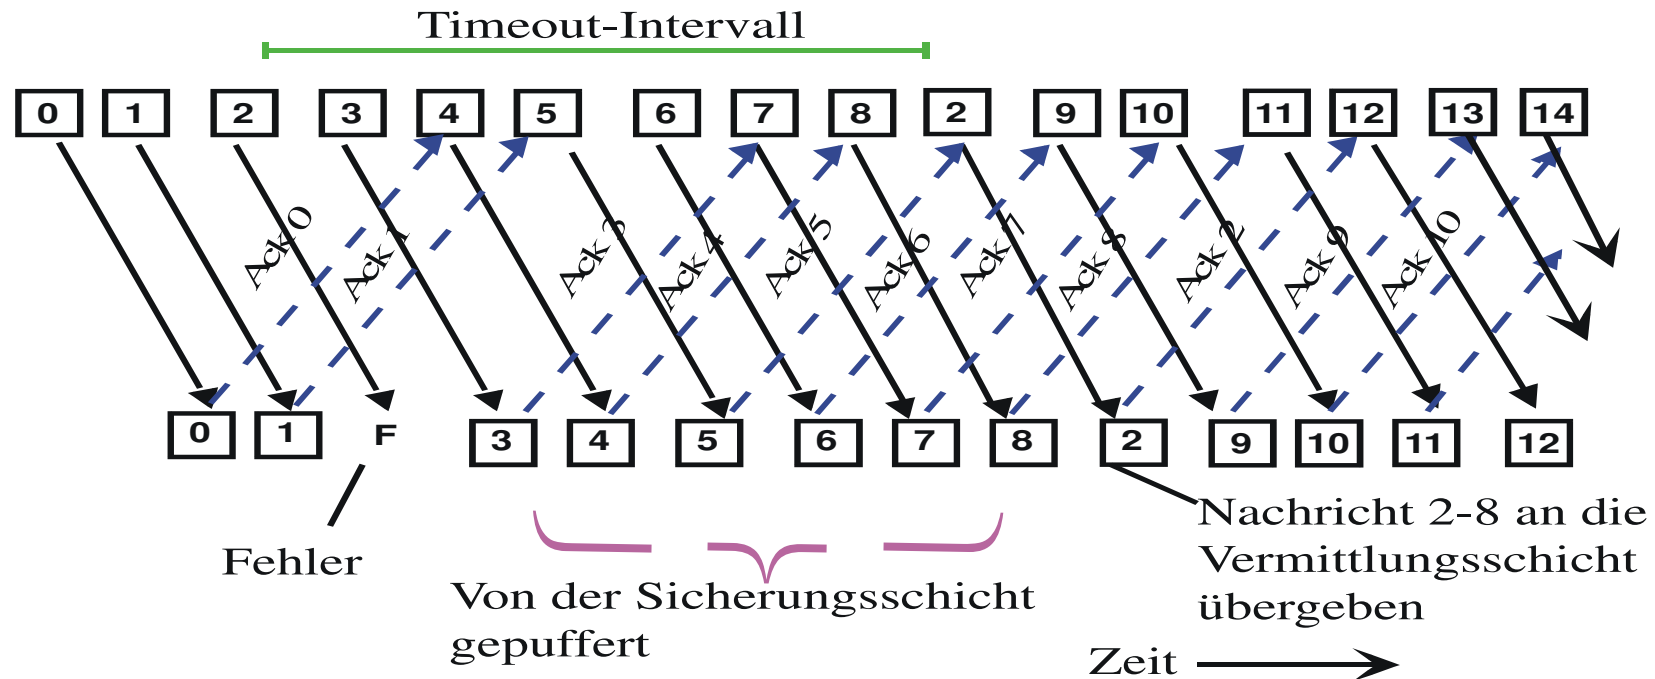 Timeout-Intervall
0 1 2 3 4 5 6 7 8 2 9 10 11 12 13 14
Ack 0 Ack 1 Ack 3 Ack 4 Ack 5 Ack 6 Ack 7 Ack 8 Ack 2 Ack 9 Ack 10
0 1 F 3 4 5 6 7 8 2 9 10 11 12
Fehler
Von der Sicherungsschicht
gepuffert
Nachricht 2-8 an die
Vermittlungsschicht
übergeben
Zeit